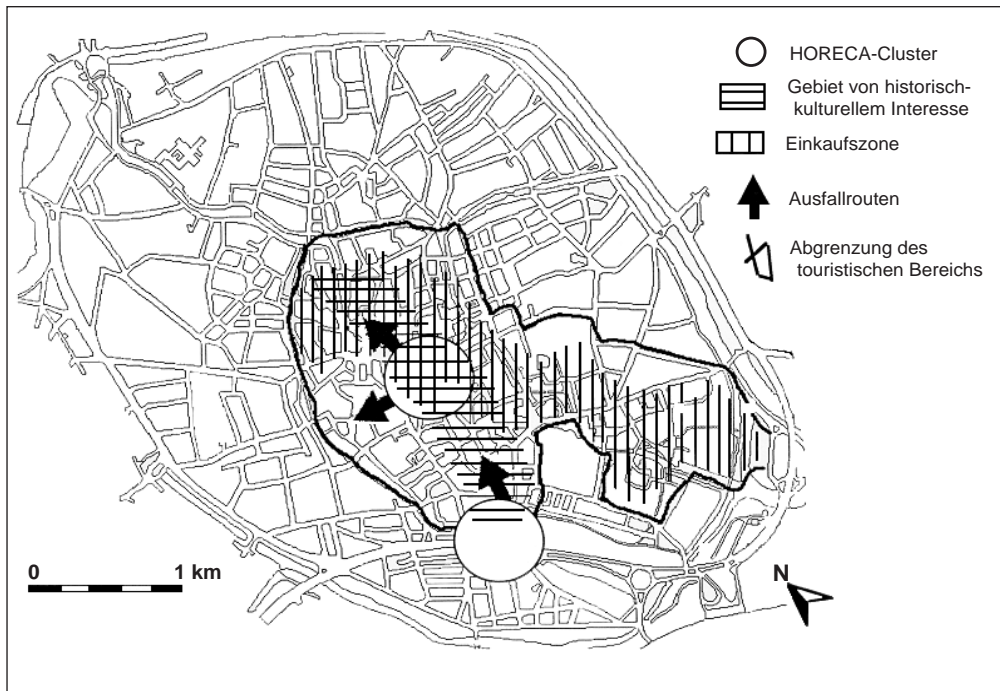 HORECA-Cluster
Gebiet von historisch-
kulturellem Interesse
Einkaufszone
Ausfallrouten
Abgrenzung des
touristischen Bereichs
0 1 km
N